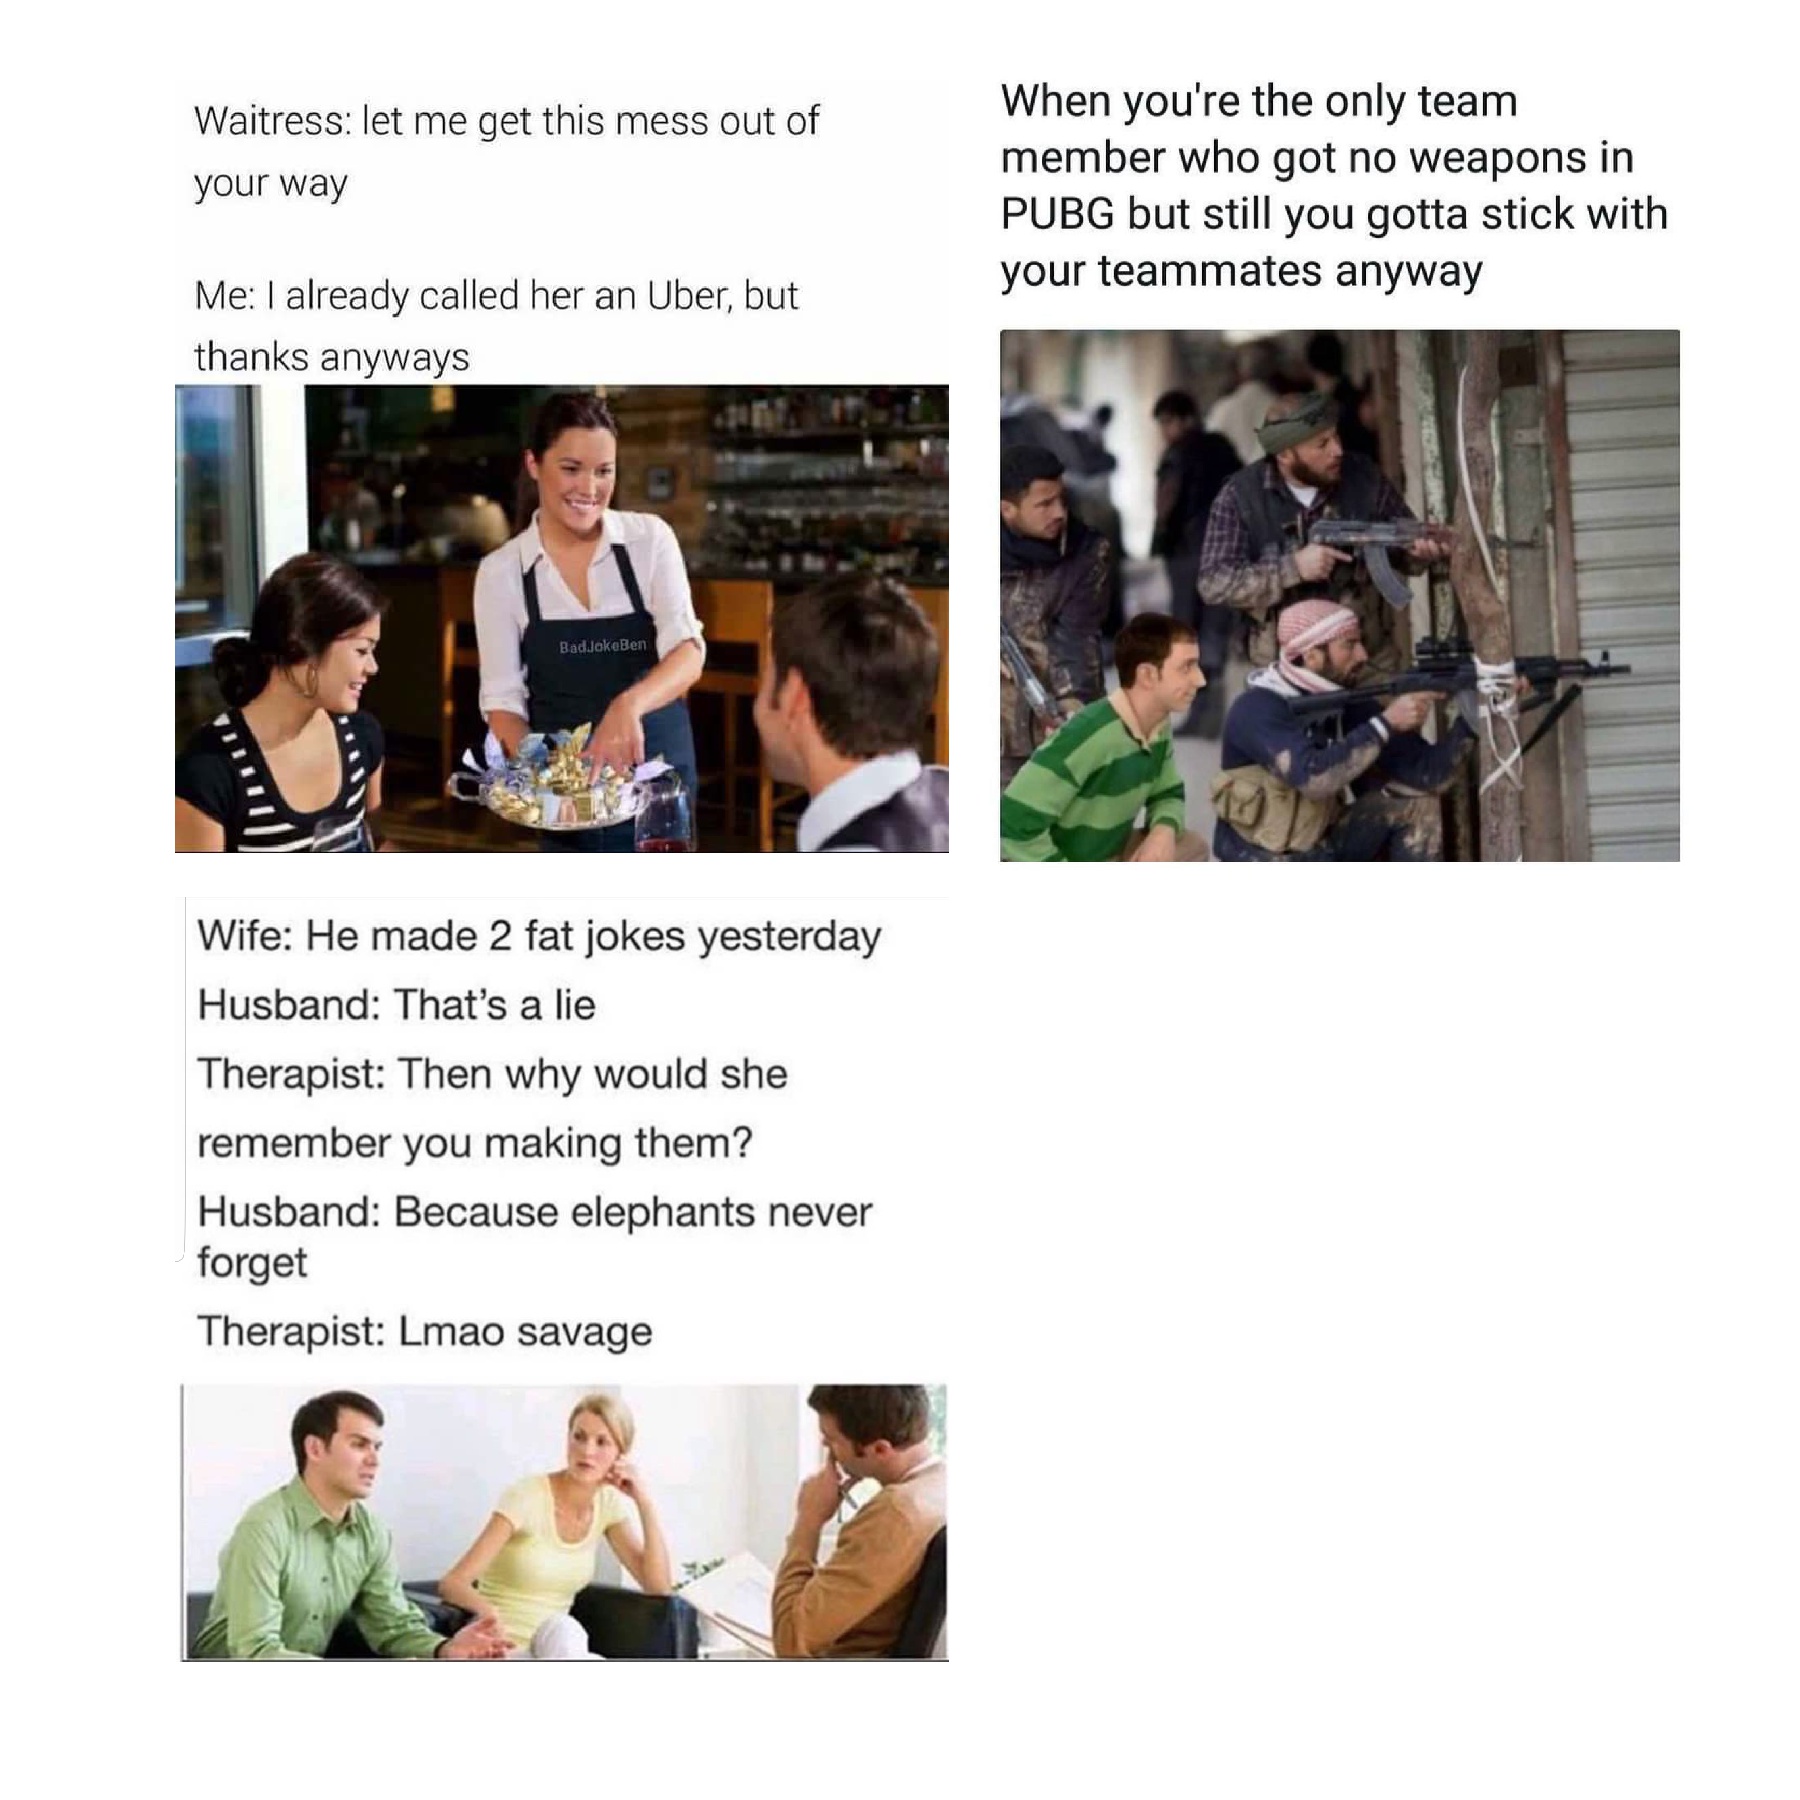 Waitress: let me get this mess out of
your way
Me: I already called her an Uber, but
thanks anyways
BadJokeBen
When you're the only team
member who got no weapons in
PUBG but still you gotta stick with
your teammates anyway
Wife: He made 2 fat jokes yesterday
Husband: That's a lie
Therapist: Then why would she
remember you making them?
Husband: Because elephants never
forget
Therapist: Lmao savage